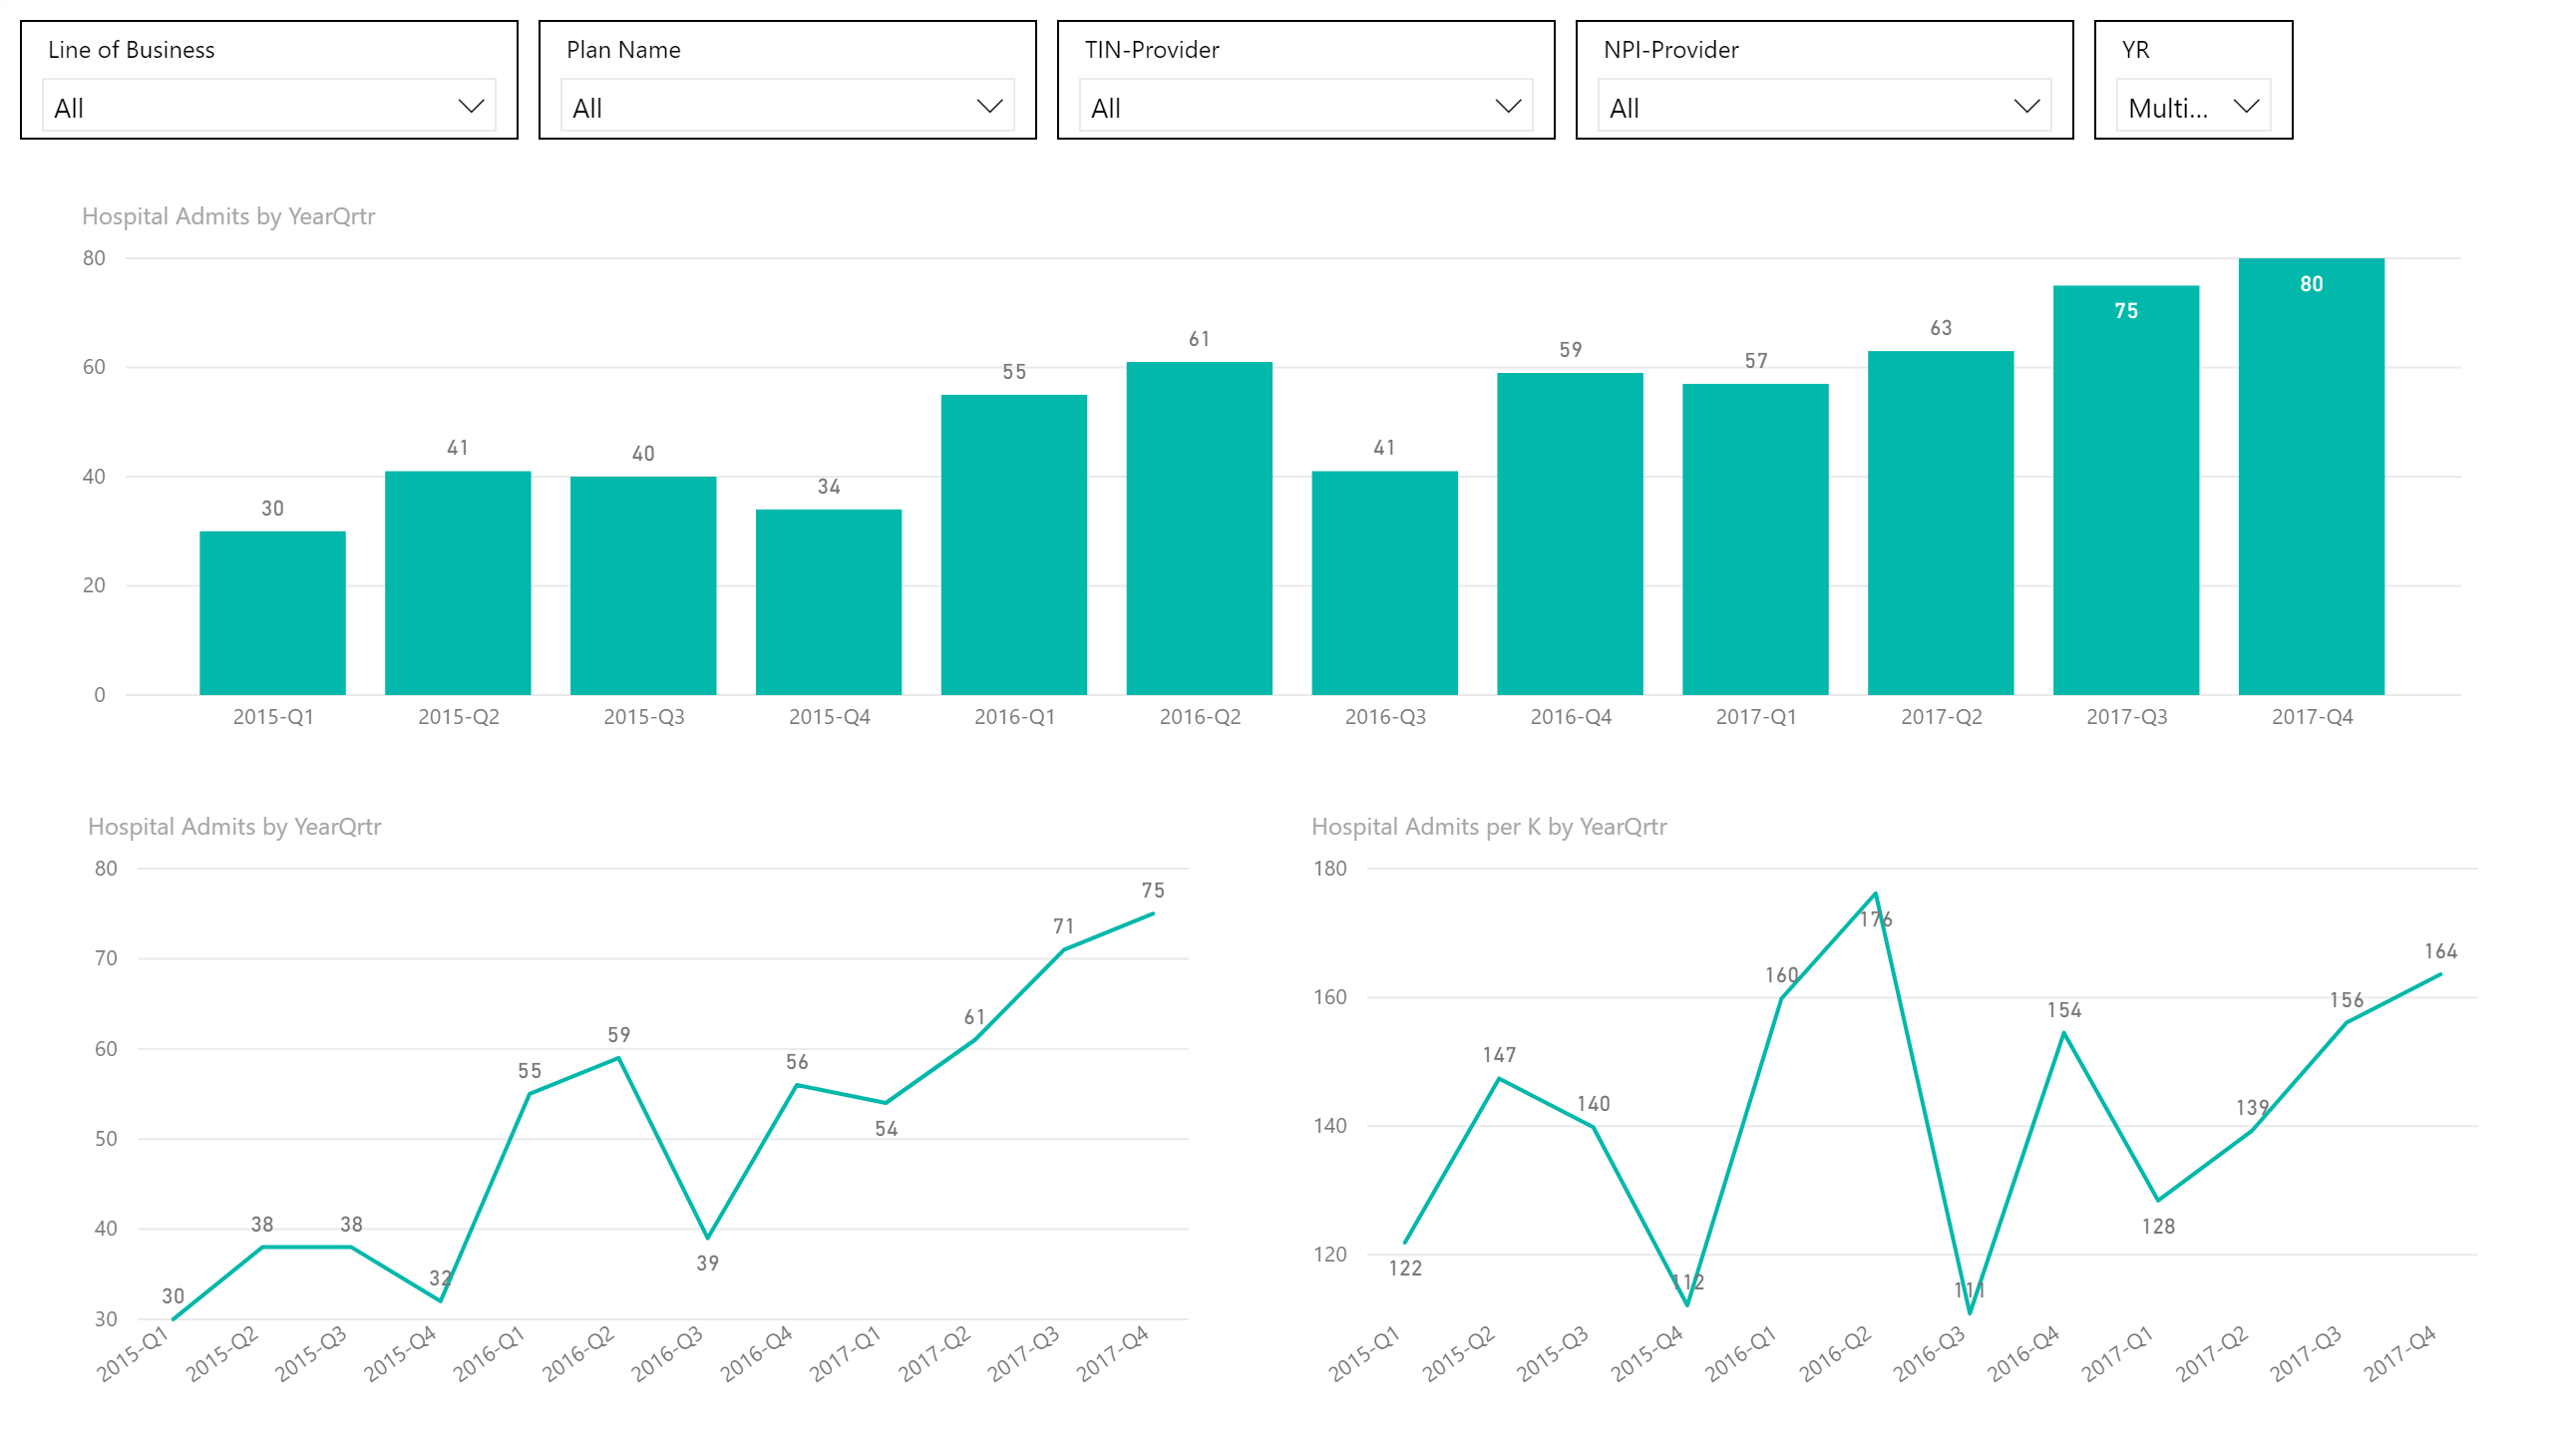 Line of Business
All
Plan Name
All
TIN-Provider
All
NPI-Provider
All
YR
Multi...
Hospital Admits by YearQrtr
80
60
40
20
0
30
41
40
34
55
61
41
59
57
63
75
80
2015-Q1
2015-Q2
2015-Q3
2015-Q4
2016-Q1
2016-Q2
2016-Q3
2016-Q4
2017-Q1
2017-Q2
2017-Q3
2017-Q4
Hospital Admits by YearQrtr
80
70
60
50
40
30
30
38
38
32
55
59
39
56
54
61
71
75
2015-Q1
2015-Q2
2015-Q3
2015-Q4
2016-Q1
2016-Q2
2016-Q3
2016-Q4
2017-Q1
2017-Q2
2017-Q3
2017-Q4
Hospital Admits per K by YearQrtr
180
160
140
120
122
147
140
112
160
176
111
154
128
139
156
164
2015-Q1
2015-Q2
2015-Q3
2015-Q4
2016-Q1
2016-Q2
2016-Q3
2016-Q4
2017-Q1
2017-Q2
2017-Q3
2017-Q4